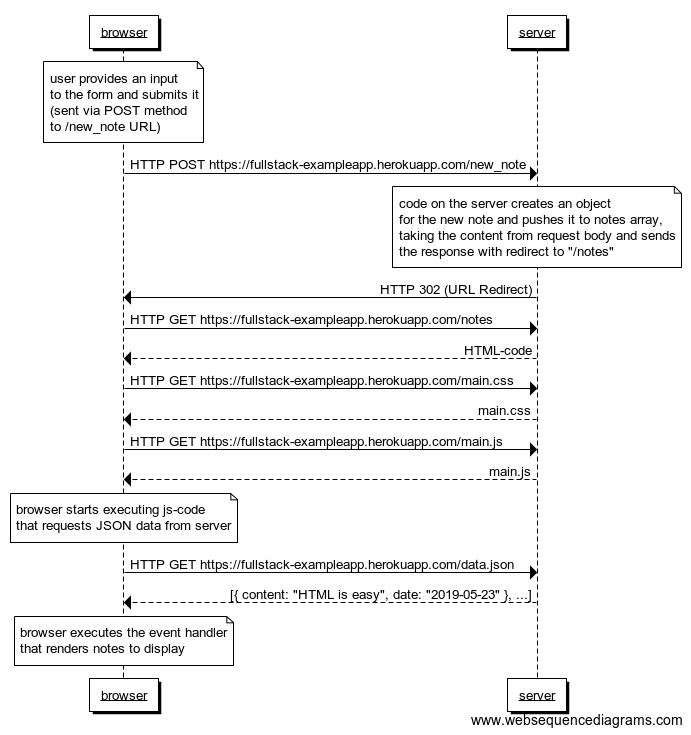 browser
server
user provides an input
to the form and submits it
(sent via POST method
to /new_note URL)
HTTP POST https://fullstack-exampleapp.herokuapp.com/new_note
code on the server creates an object
for the new note and pushes it to notes array,
taking the content from request body and sends
the response with redirect to "/notes"
HTTP 302 (URL Redirect)
HTTP GET https://fullstack-exampleapp.herokuapp.com/notes
HTML-code
HTTP GET https://fullstack-exampleapp.herokuapp.com/main.css
main.css
HTTP GET https://fullstack-exampleapp.herokuapp.com/main.js
main.js
browser starts executing js-code
that requests JSON data from server
HTTP GET https://fullstack-exampleapp.herokuapp.com/data.json
[{ content: "HTML is easy", date: "2019-05-23" }, ...]
browser executes the event handler
that renders notes to display
browser
server
www.websequencediagrams.com